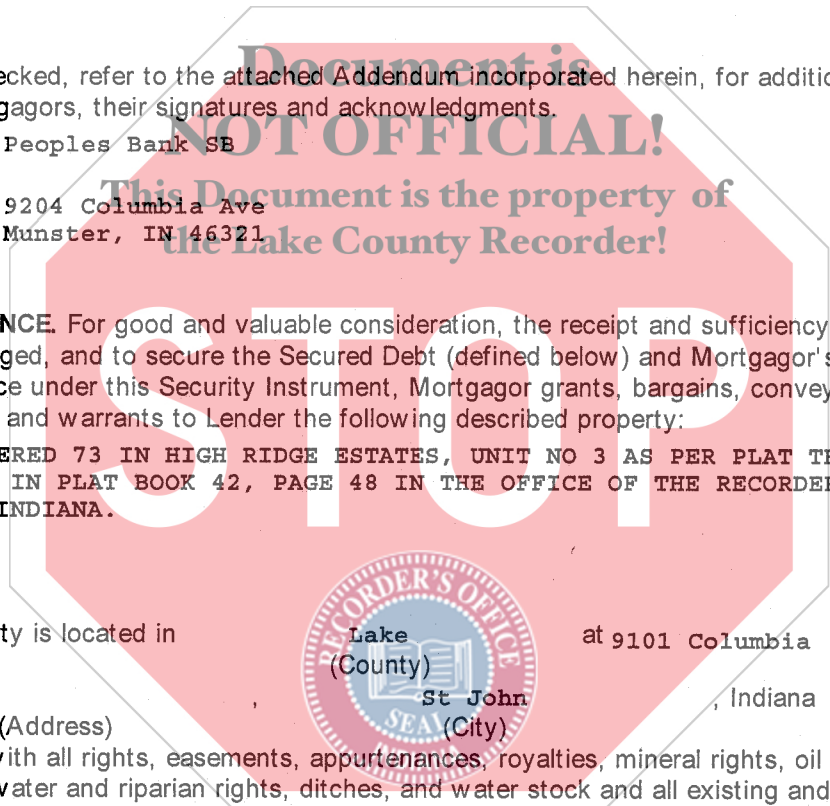 Document is
ecked, refer to the attached Addendum incorporated herein, for additio
gagors, their signatures and acknowledgments.
NOT OFFICIAL!
Peoples Bank SB
This Document is the property of
9204 Columbia Ave
Munster, IN 46321
the Lake County Recorder!
NCE. For good and valuable consideration, the receipt and sufficiency
ged, and to secure the Secured Debt (defined below) and Mortgagor's
ce under this Security Instrument, Mortgagor grants, bargains, convey
and warrants to Lender the following described property:
STOP
ERED 73 IN HIGH RIDGE ESTATES, UNIT NO 3 AS PER PLAT TH
IN PLAT BOOK 42, PAGE 48 IN THE OFFICE OF THE RECORDER
INDIANA.
RECORDER'S OFFICE
ty is located in Lake at 9101 Columbia
(County)
, St John , Indiana
SEAL
(Address) (City)
with all rights, easements, appurtenances, royalties, mineral rights, oil
water and riparian rights, ditches, and water stock and all existing and